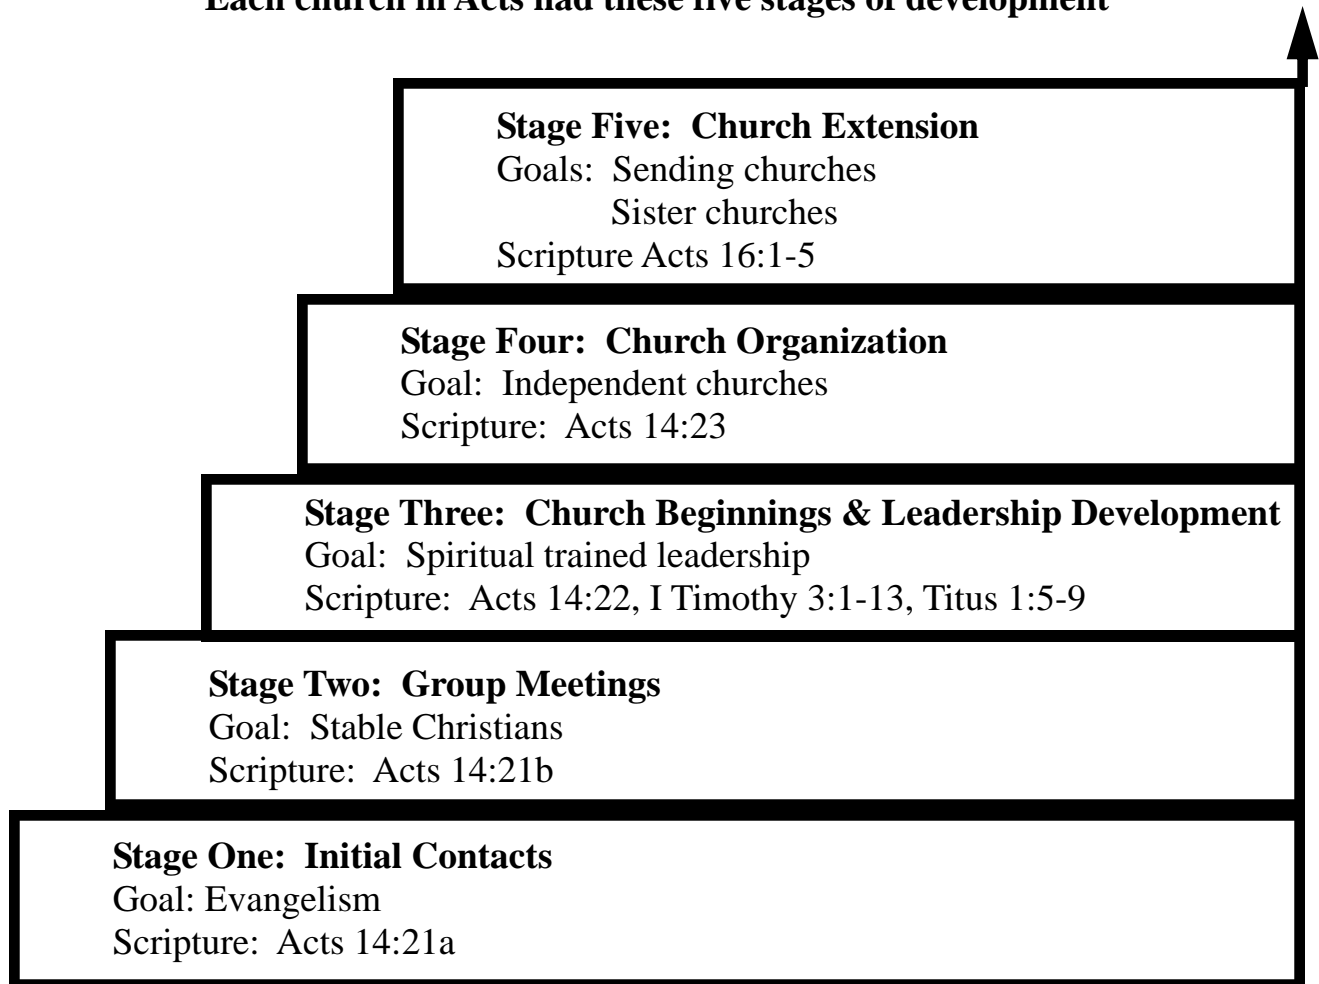 Each church in Acts had these five stages of development
Stage Five:  Church Extension
Goals:  Sending churches
Sister churches
Scripture Acts 16:1-5
Stage Four:  Church Organization
Goal:  Independent churches
Scripture:  Acts 14:23
Stage Three:  Church Beginnings & Leadership Development
Goal:  Spiritual trained leadership
Scripture:  Acts 14:22, I Timothy 3:1-13, Titus 1:5-9
Stage Two:  Group Meetings
Goal:  Stable Christians
Scripture:  Acts 14:21b
Stage One:  Initial Contacts
Goal: Evangelism
Scripture:  Acts 14:21a